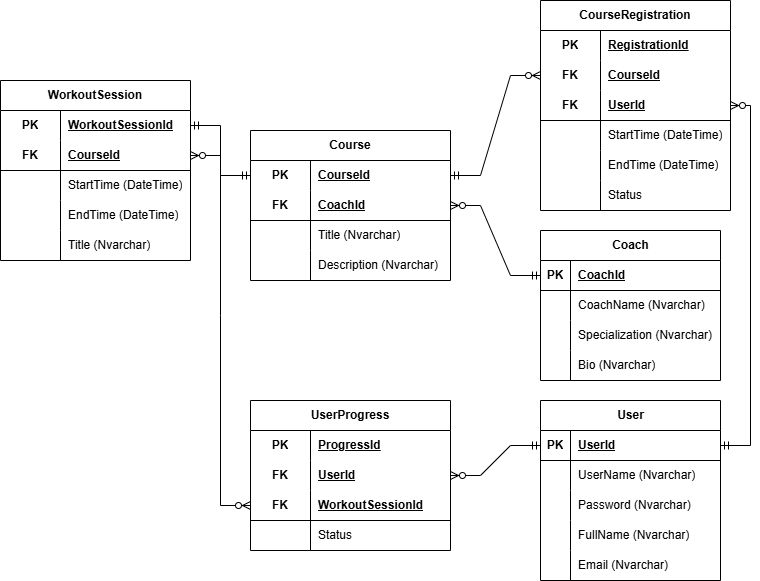 WorkoutSession
PK WorkoutSessionId
FK CourseId
StartTime (DateTime)
EndTime (DateTime)
Title (Nvarchar)
Course
PK CourseId
FK CoachId
Title (Nvarchar)
Description (Nvarchar)
CourseRegistration
PK RegistrationId
FK CourseId
FK UserId
StartTime (DateTime)
EndTime (DateTime)
Status
Coach
PK CoachId
CoachName (Nvarchar)
Specialization (Nvarchar)
Bio (Nvarchar)
UserProgress
PK ProgressId
FK UserId
FK WorkoutSessionId
Status
User
PK UserId
UserName (Nvarchar)
Password (Nvarchar)
FullName (Nvarchar)
Email (Nvarchar)